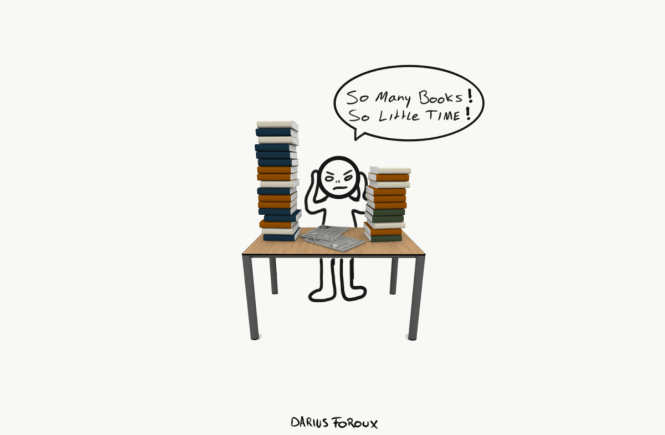 So Many Books!
So Little TIME!
DARIUS FOROUX